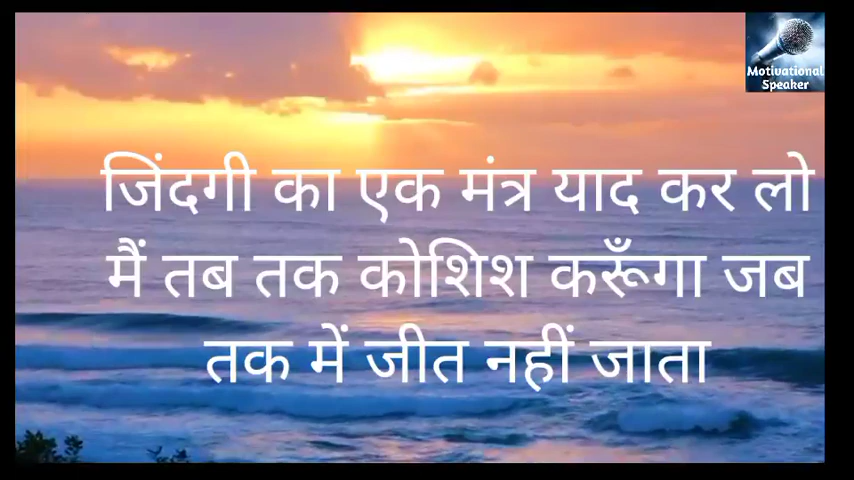 Motivational
Speaker
जिंदगी का एक मंत्र याद कर लो
मैं तब तक कोशिश करूँगा जब
तक में जीत नहीं जाता